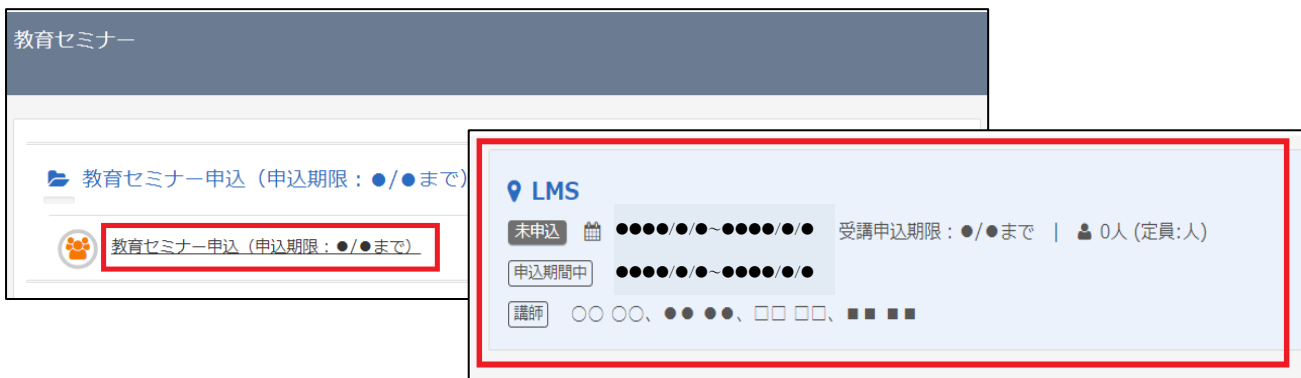 教育セミナー
教育セミナー申込（申込期限：●/●まで）
教育セミナー申込（申込期限：●/●まで）
LMS
未申込 ●●●●/●/●~●●●●/●/● 受講申込期限：●/●まで | 0人 (定員:人)
申込期間中 ●●●●/●/●~●●●●/●/●
講師 〇〇 〇〇、●● ●●、□□ □□、■■ ■■